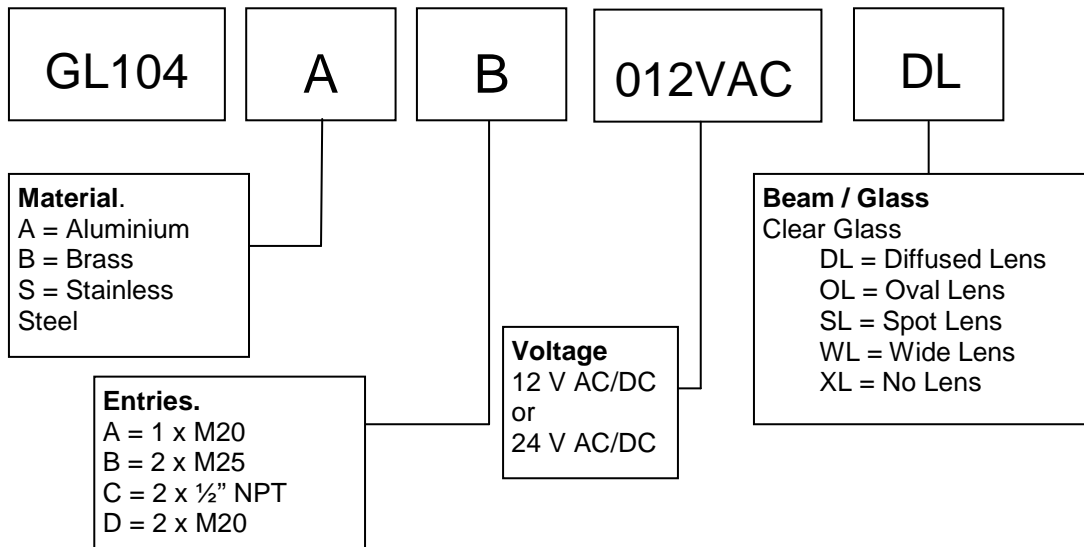 GL104
A
B
012VAC
DL
Material.
A = Aluminium
B = Brass
S = Stainless
Steel
Entries.
A = 1 x M20
B = 2 x M25
C = 2 x ½” NPT
D = 2 x M20
Voltage
12 V AC/DC
or
24 V AC/DC
Beam / Glass
Clear Glass
DL = Diffused Lens
OL = Oval Lens
SL = Spot Lens
WL = Wide Lens
XL = No Lens